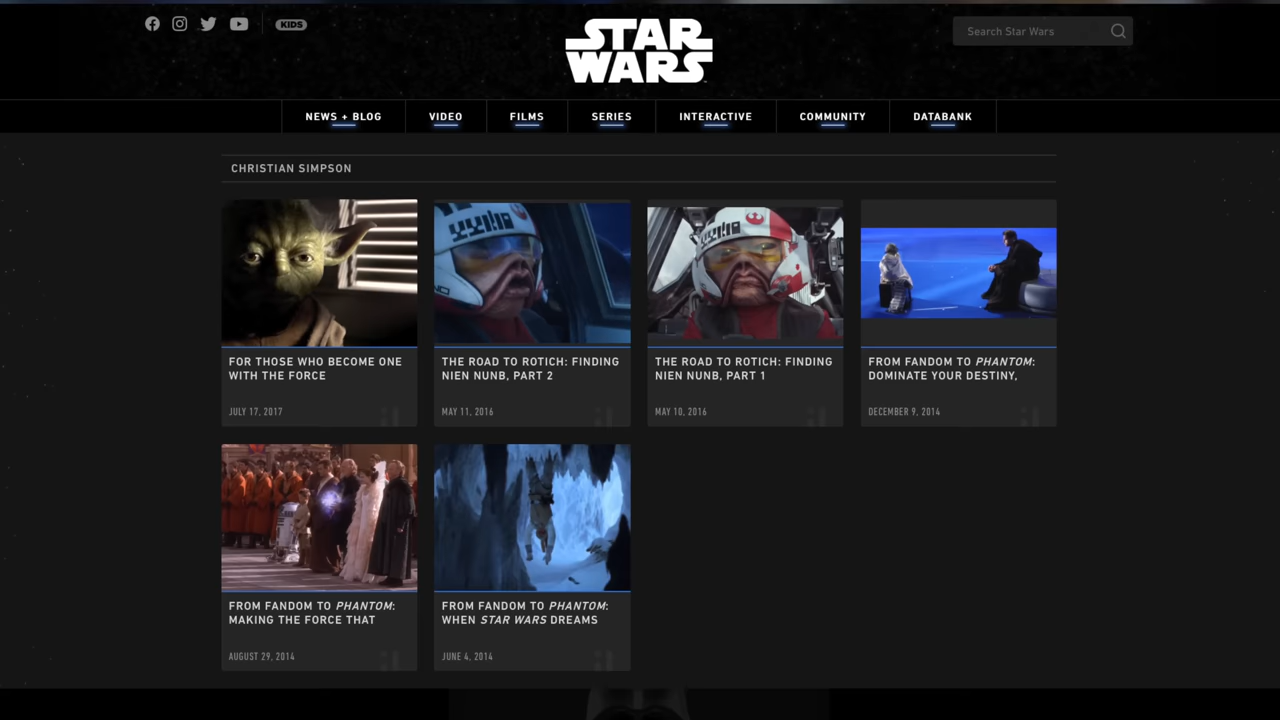 KIDS
STAR
WARS
Search Star Wars
NEWS + BLOG
VIDEO
FILMS
SERIES
INTERACTIVE
COMMUNITY
DATABANK
CHRISTIAN SIMPSON
FOR THOSE WHO BECOME ONE
WITH THE FORCE
JULY 17, 2017
THE ROAD TO ROTICH: FINDING
NIEN NUNB, PART 2
MAY 11, 2016
THE ROAD TO ROTICH: FINDING
NIEN NUNB, PART 1
MAY 10, 2016
FROM FANDOM TO PHANTOM:
DOMINATE YOUR DESTINY,
DECEMBER 9, 2014
FROM FANDOM TO PHANTOM:
MAKING THE FORCE THAT
AUGUST 29, 2014
FROM FANDOM TO PHANTOM:
WHEN STAR WARS DREAMS
JUNE 4, 2014